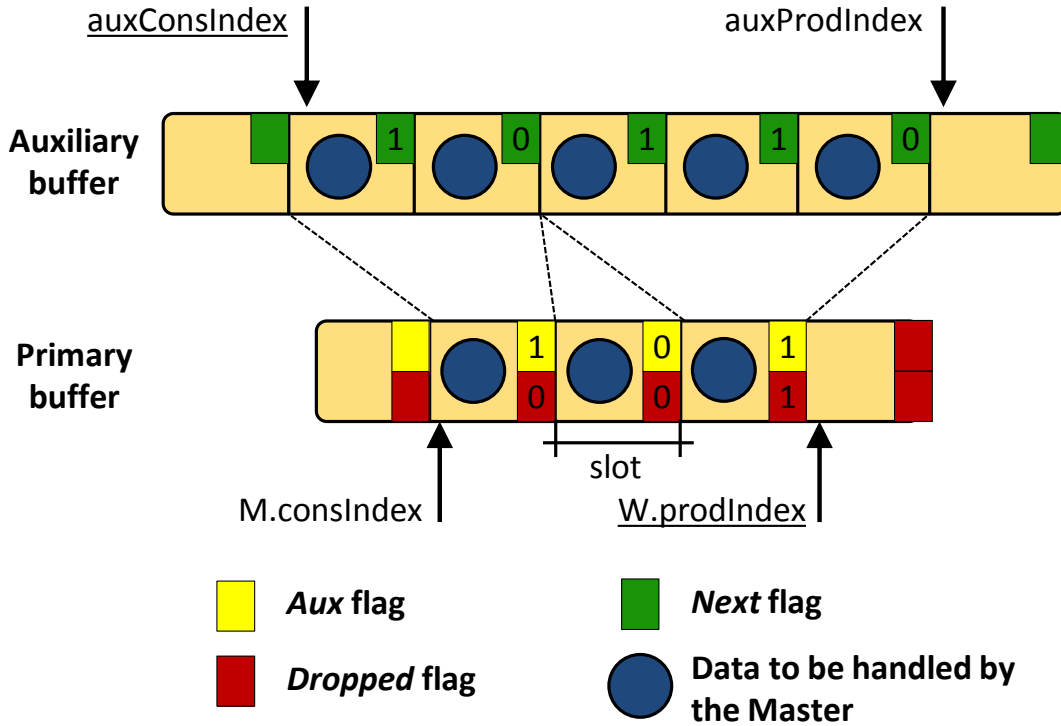 auxConsIndex
auxProdIndex
Auxiliary
buffer
1 0 1 1 0
Primary
buffer
1 0 1
0 0 1
slot
M.consIndex
W.prodIndex
Aux flag
Next flag
Dropped flag
Data to be handled by
the Master